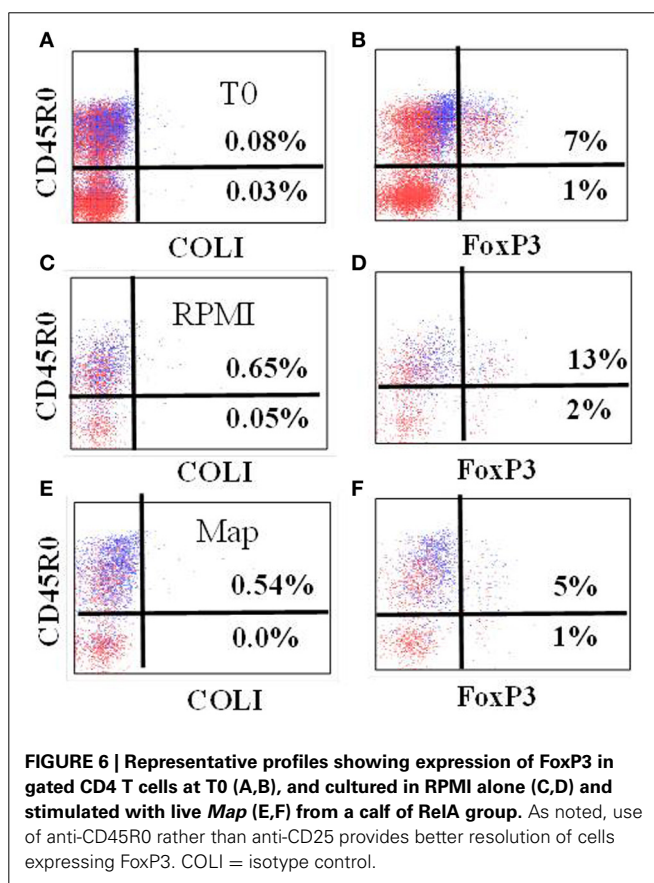 A
B
CD45R0
T0
0.08%
0.03%
7%
1%
COLI
FoxP3
C
D
CD45R0
RPMI
0.65%
0.05%
13%
2%
COLI
FoxP3
E
F
CD45R0
Map
0.54%
0.0%
5%
1%
COLI
FoxP3
FIGURE 6 | Representative profiles showing expression of FoxP3 in
gated CD4 T cells at T0 (A,B), and cultured in RPMI alone (C,D) and
stimulated with live Map (E,F) from a calf of RelA group. As noted, use
of anti-CD45R0 rather than anti-CD25 provides better resolution of cells
expressing FoxP3. COLI = isotype control.